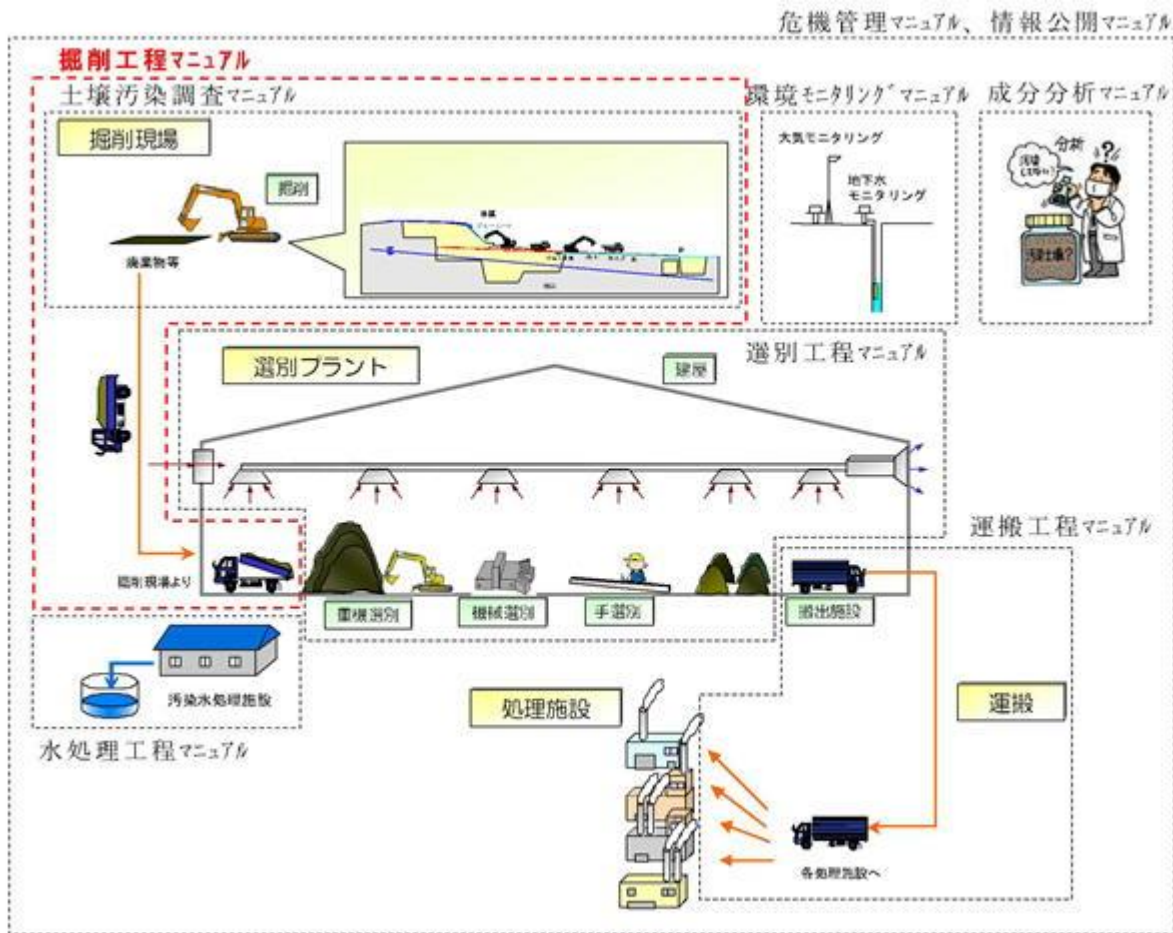 危機管理マニュアル、情報公開マニュアル
掘削工程マニュアル
土壌汚染調査マニュアル
環境モニタリングマニュアル
成分分析マニュアル
掘削現場
掘削
廃棄物等
大気モニタリング
地下水
モニタリング
分析
汚染土壌?
選別工程マニュアル
選別プラント
建屋
掘削現場より
重機選別
機械選別
手選別
搬出施設
運搬工程マニュアル
汚染水処理施設
水処理工程マニュアル
処理施設
運搬
各処理施設へ